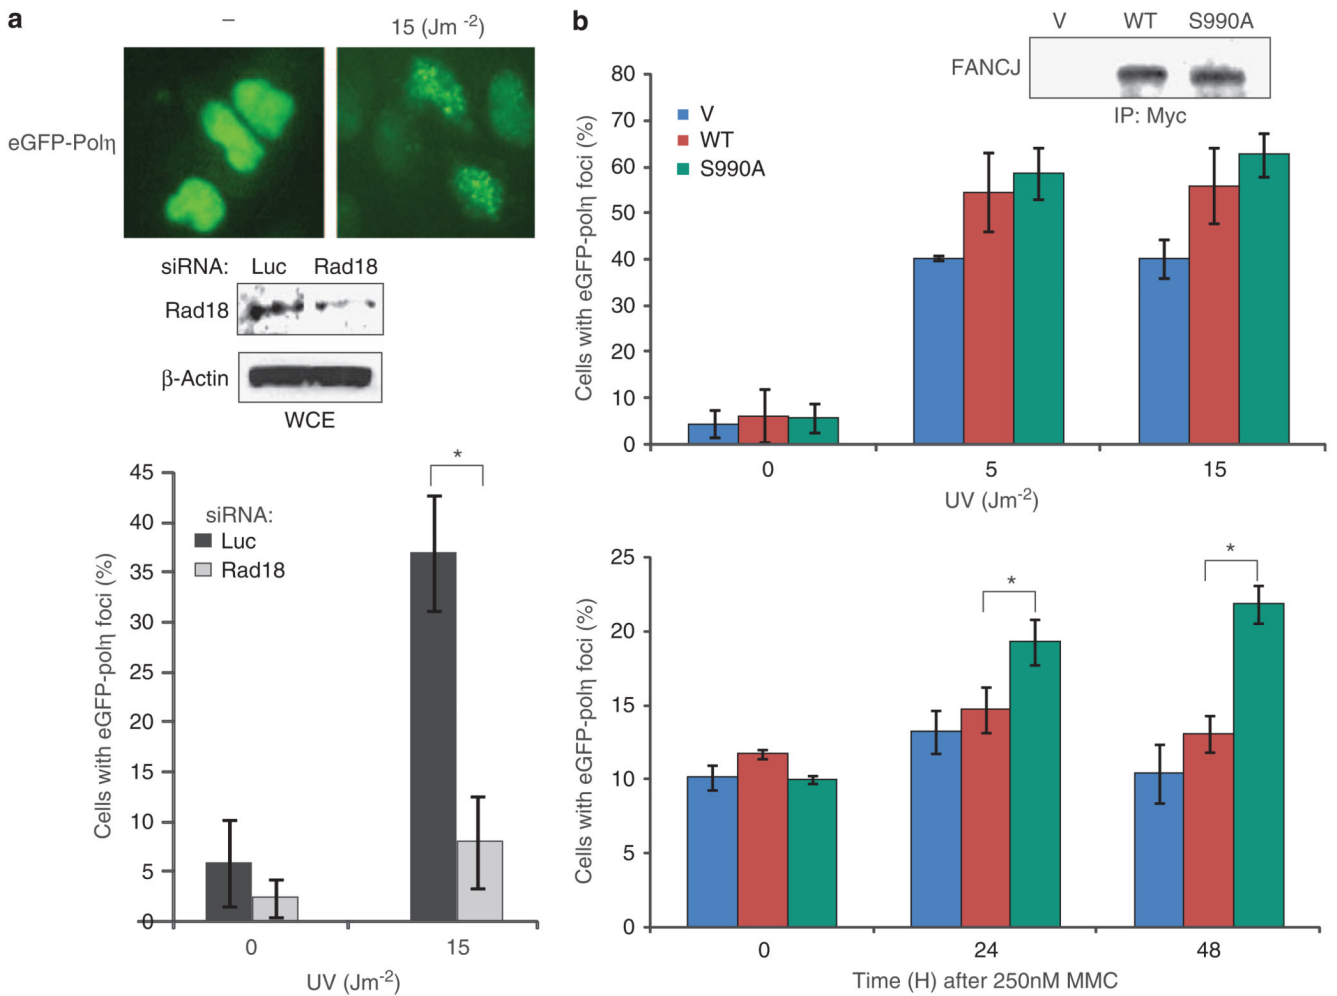 a
– 15 (Jm -2)
eGFP-Polη
siRNA: Luc Rad18
Rad18
β-Actin
WCE
*
45
40
35
30
25
20
15
10
5
0
siRNA:
Luc
Rad18
Cells with eGFP-polη foci (%)
0 15
UV (Jm-2)
b
V WT S990A
FANCJ
IP: Myc
80
70
60
50
40
30
20
10
0
V
WT
S990A
Cells with eGFP-polη foci (%)
0 5 15
UV (Jm-2)
25
20
15
10
5
0
* *
Cells with eGFP-polη foci (%)
0 24 48
Time (H) after 250nM MMC